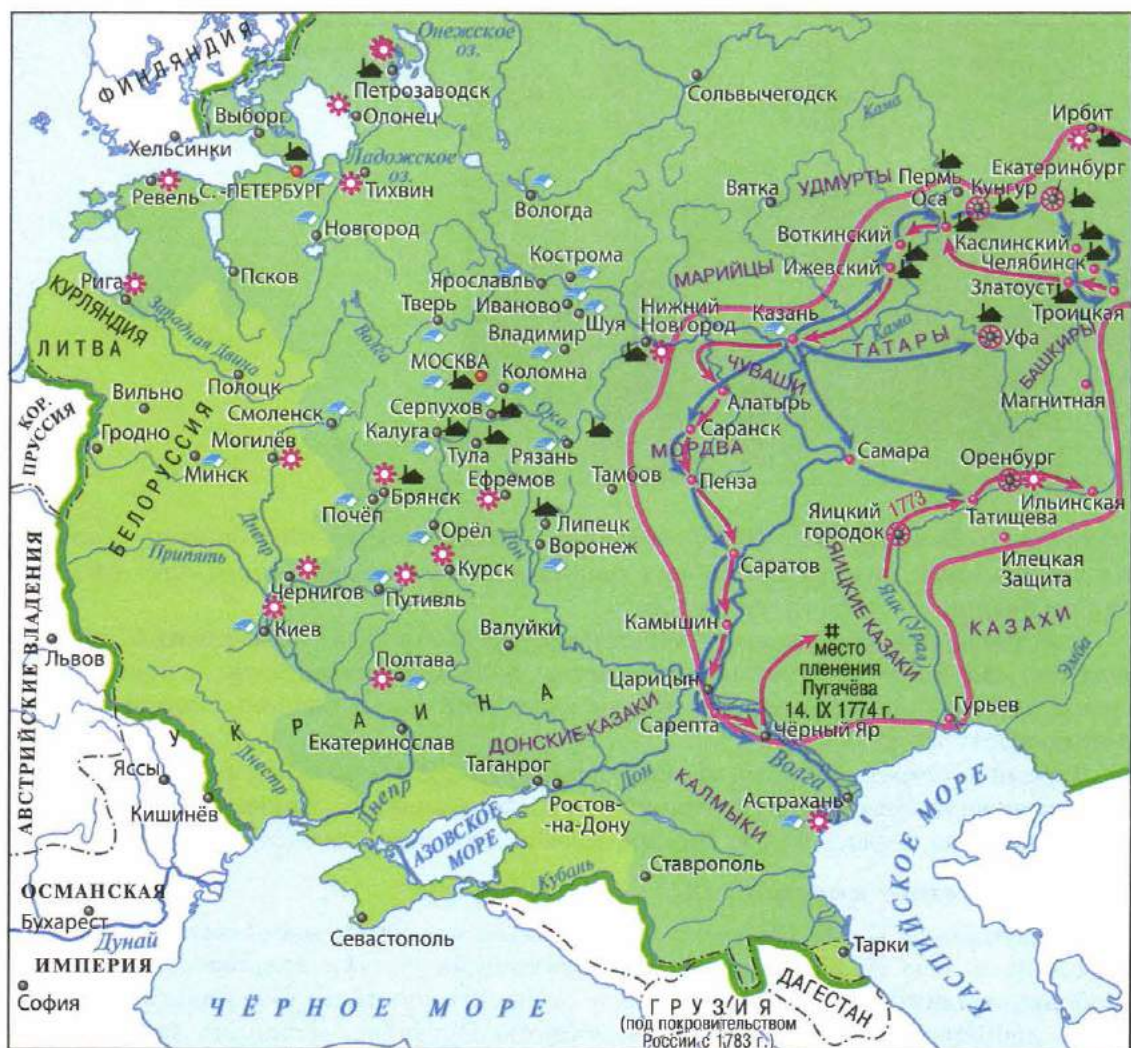 ФИНЛЯНДИЯ
Онежское
оз.
Петрозаводск
Сольвычегодск
Кама
Ирбит
Выборг
Олонец
Хельсинки
Ладожское
оз.
Екатеринбург
УДМУРТЫ
Пермь
Кунгур
Ревель
С.-ПЕТЕРБУРГ
Тихвин
Вологда
Вятка
Оса
Новгород
Воткинский
Каслинский
Псков
Кострома
МАРИЙЦЫ
Ижевский
Челябинск
Рига
КУРЛЯНДИЯ
Ярославль
Иваново
Нижний
Новгород
Казань
Златоуст
Западная Двина
Тверь
Волга
Шуя
Владимир
Кама
Троицкая
ЛИТВА
МОСКВА
Коломна
ЧУВАШИ
ТАТАРЫ
Уфа
БАШКИРЫ
Вильно
Полоцк
Смоленск
Серпухов
Ока
Алатырь
Магнитная
КОР.
ПРУССИЯ
Гродно
Могилёв
Калуга
Саранск
Минск
Тула
Рязань
МОРДВА
Самара
Оренбург
БЕЛОРУССИЯ
Брянск
Ефремов
Тамбов
Пенза
Почёп
Яицкий
городок
1773
Татищева
Ильинская
Днепр
Орёл
Дон
Липецк
Воронеж
Припять
Курск
Саратов
Илецкая
Защита
Чернигов
Путивль
ЯИЦКИЕ КАЗАКИ
Яик (Урал)
КАЗАХИ
Киев
Валуйки
Камышин
место
пленения
Пугачёва
14. IX 1774 г.
Эмба
АВСТРИЙСКИЕ ВЛАДЕНИЯ
Львов
Полтава
Царицын
УКРАИНА
ДОНСКИЕ КАЗАКИ
Сарепта
Гурьев
Екатеринослав
Чёрный Яр
Яссы
Днестр
Днепр
Таганрог
Дон
КАЛМЫКИ
Волга
Кишинёв
Ростов-
-на-Дону
Астрахань
АЗОВСКОЕ
МОРЕ
ОСМАНСКАЯ
Бухарест
Дунай
ИМПЕРИЯ
Кубань
Ставрополь
КАСПИЙСКОЕ МОРЕ
Севастополь
Тарки
София
ЧЁРНОЕ МОРЕ
ГРУЗИЯ
(под покровительством
России с 1783 г.)
ДАГЕСТАН